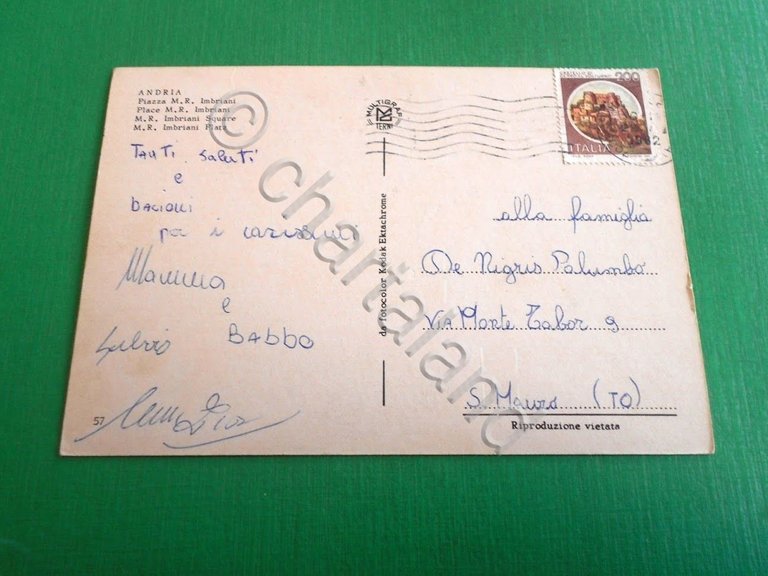 ANDRIA
Piazza M.R. Imbriani
Place M.R. Imbriani
M.R. Imbriani Square
M.R. Imbriani Platz
Tanti saluti
e
bacioni
per i carissimi
Mamma
e
Babbo
57
MULTIGRAF
TERNI
da fotocolor Kodak Ektachrome
200
ITALIA
alla famiglia
De Nigris Palumbo
Via Monte Tabor 9
S. Mauro (TO)
Riproduzione vietata
© chartaland